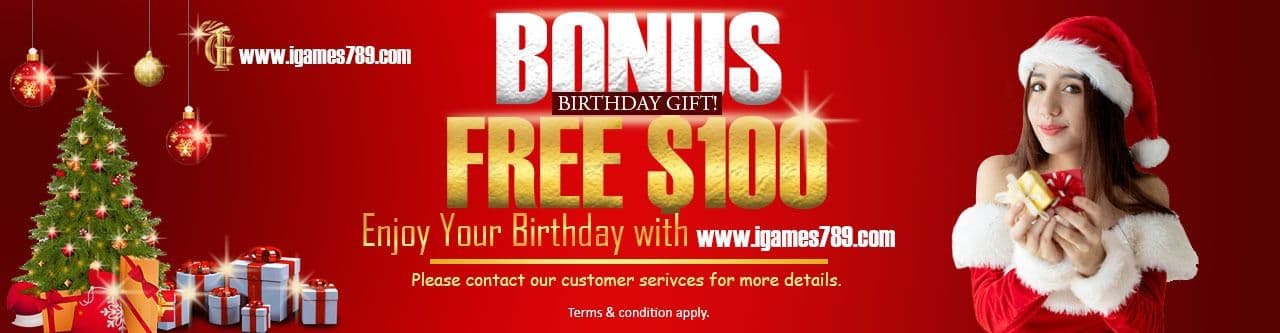 www.igames789.com
BONUS
BIRTHDAY GIFT!
FREE $100
Enjoy Your Birthday with www.igames789.com
Please contact our customer serivces for more details.
Terms & condition apply.